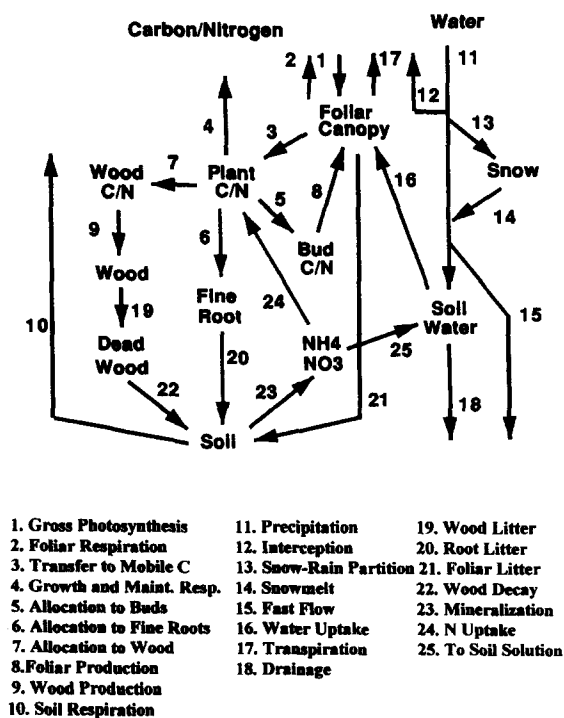 Carbon/Nitrogen
Water
2
1
17
11
12
Foliar
Canopy
13
4
3
Snow
Wood
C/N
7
Plant
C/N
5
8
16
14
9
6
Bud
C/N
Wood
Fine
Root
24
Soil
Water
15
10
19
Dead
Wood
20
NH4
NO3
25
22
23
21
18
Soil
1. Gross Photosynthesis
2. Foliar Respiration
3. Transfer to Mobile C
4. Growth and Maint. Resp.
5. Allocation to Buds
6. Allocation to Fine Roots
7. Allocation to Wood
8.Foliar Production
9. Wood Production
10. Soil Respiration
11. Precipitation
12. Interception
13. Snow-Rain Partition
14. Snowmelt
15. Fast Flow
16. Water Uptake
17. Transpiration
18. Drainage
19. Wood Litter
20. Root Litter
21. Foliar Litter
22. Wood Decay
23. Mineralization
24. N Uptake
25. To Soil Solution